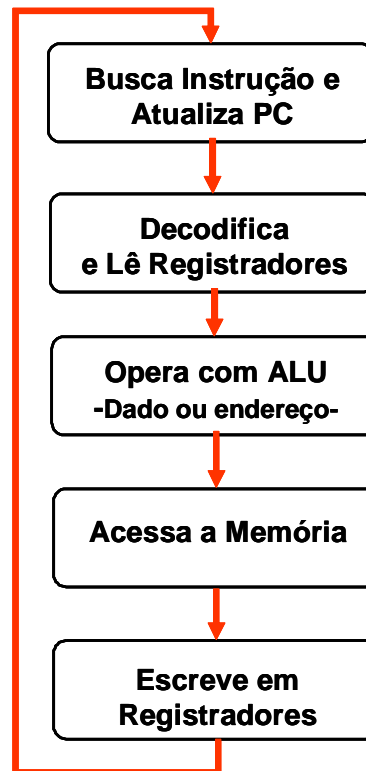 Busca Instrução e
Atualiza PC
Decodifica
e Lê Registradores
Opera com ALU
-Dado ou endereço-
Acessa a Memória
Escreve em
Registradores